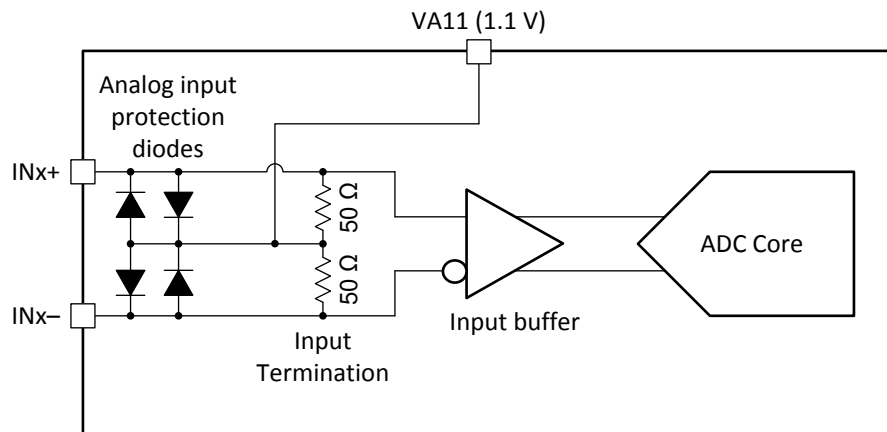 VA11 (1.1 V)
Analog input
protection
diodes
INx+
50 Ω
50 Ω
ADC Core
INx–
Input buffer
Input
Termination